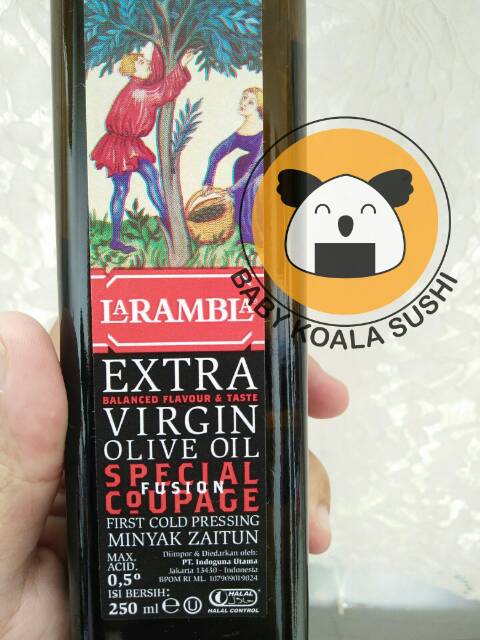 LARAMBLA
BABY KOALA SUSHI
EXTRA
BALANCED FLAVOUR & TASTE
VIRGIN
OLIVE OIL
SPECIAL
FUSION
COUPAGE
FIRST COLD PRESSING
MINYAK ZAITUN
MAX.
ACID.
0,5º
Diimpor & Diedarkan oleh:
PT. Indoguna Utama
Jakarta 13430 - Indonesia
BPOM RI ML. 107909019024
ISI BERSIH:
250 ml e U
HALAL
HALAL CONTROL